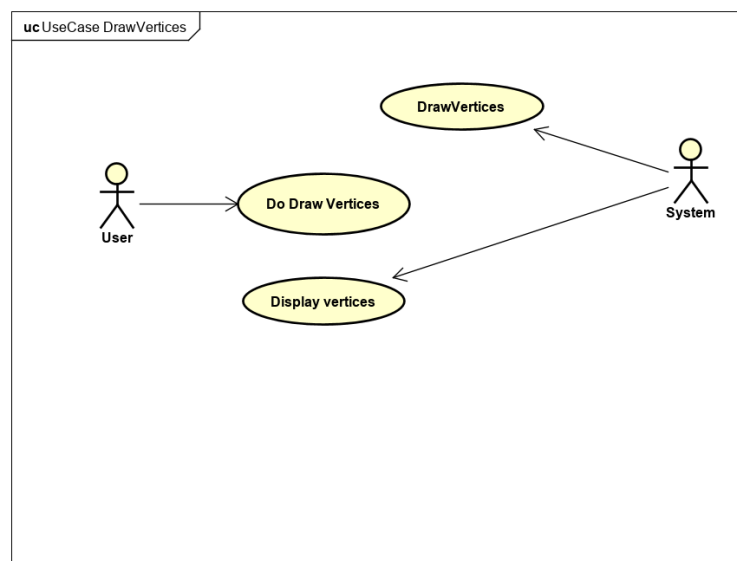 uc UseCase DrawVertices
DrawVertices
Do Draw Vertices
User
System
Display vertices